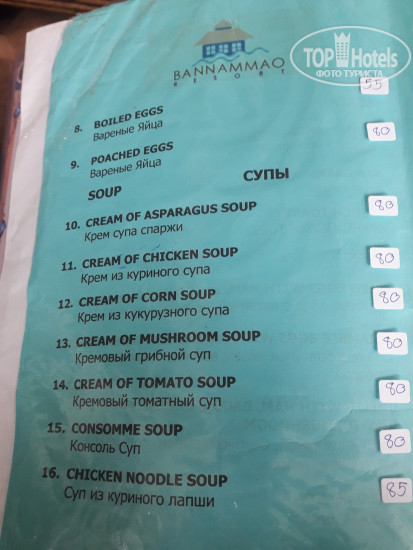 TOP Hotels
ФОТО ТУРИСТА
BANNAMMAO
RESORT
8. BOILED EGGS 55
Вареные Яйца
9. POACHED EGGS 80
Вареные Яйца
SOUP СУПЫ
10. CREAM OF ASPARAGUS SOUP 80
Крем супа спаржи
11. CREAM OF CHICKEN SOUP 80
Крем из куриного супа
12. CREAM OF CORN SOUP 80
Крем из кукурузного супа
13. CREAM OF MUSHROOM SOUP 80
Кремовый грибной суп
14. CREAM OF TOMATO SOUP 80
Кремовый томатный суп
15. CONSOMME SOUP 80
Консоль Суп
16. CHICKEN NOODLE SOUP 85
Суп из куриного лапши